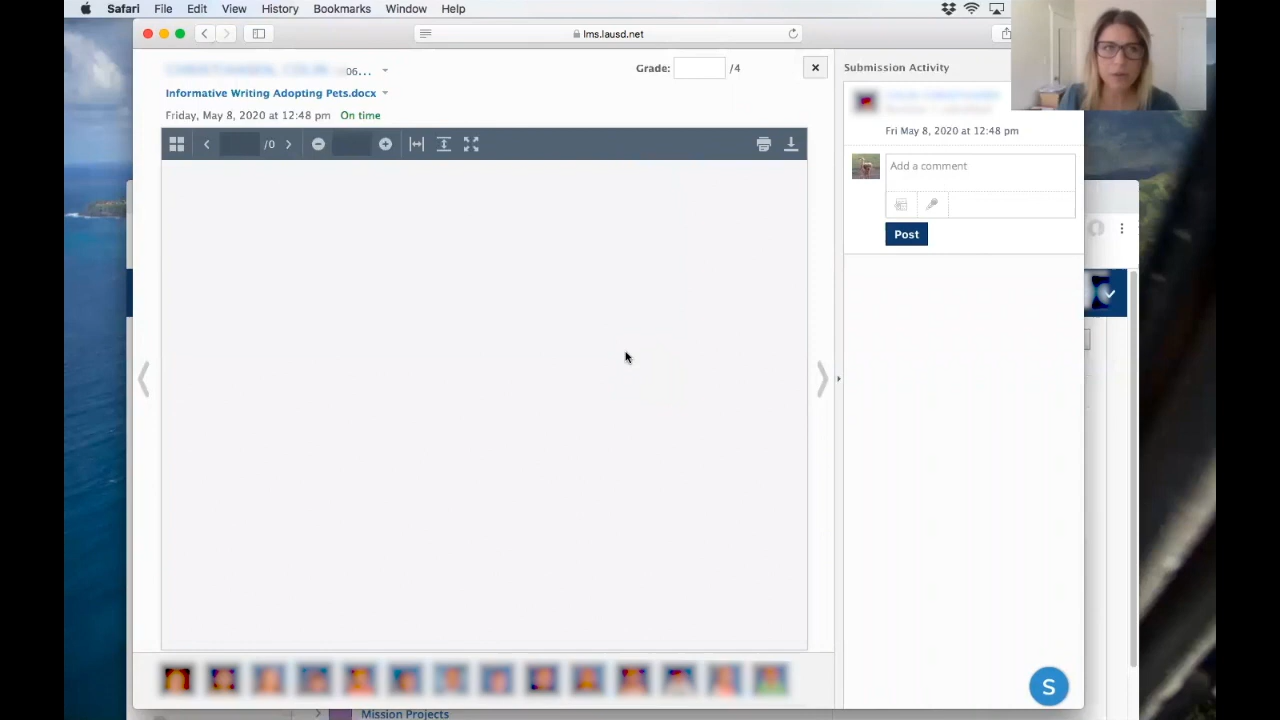 Safari File Edit View History Bookmarks Window Help
lms.lausd.net
06...
Grade: /4
Submission Activity
Informative Writing Adopting Pets.docx
Friday, May 8, 2020 at 12:48 pm On time
Fri May 8, 2020 at 12:48 pm
/0
Add a comment
Post
S
Mission Projects